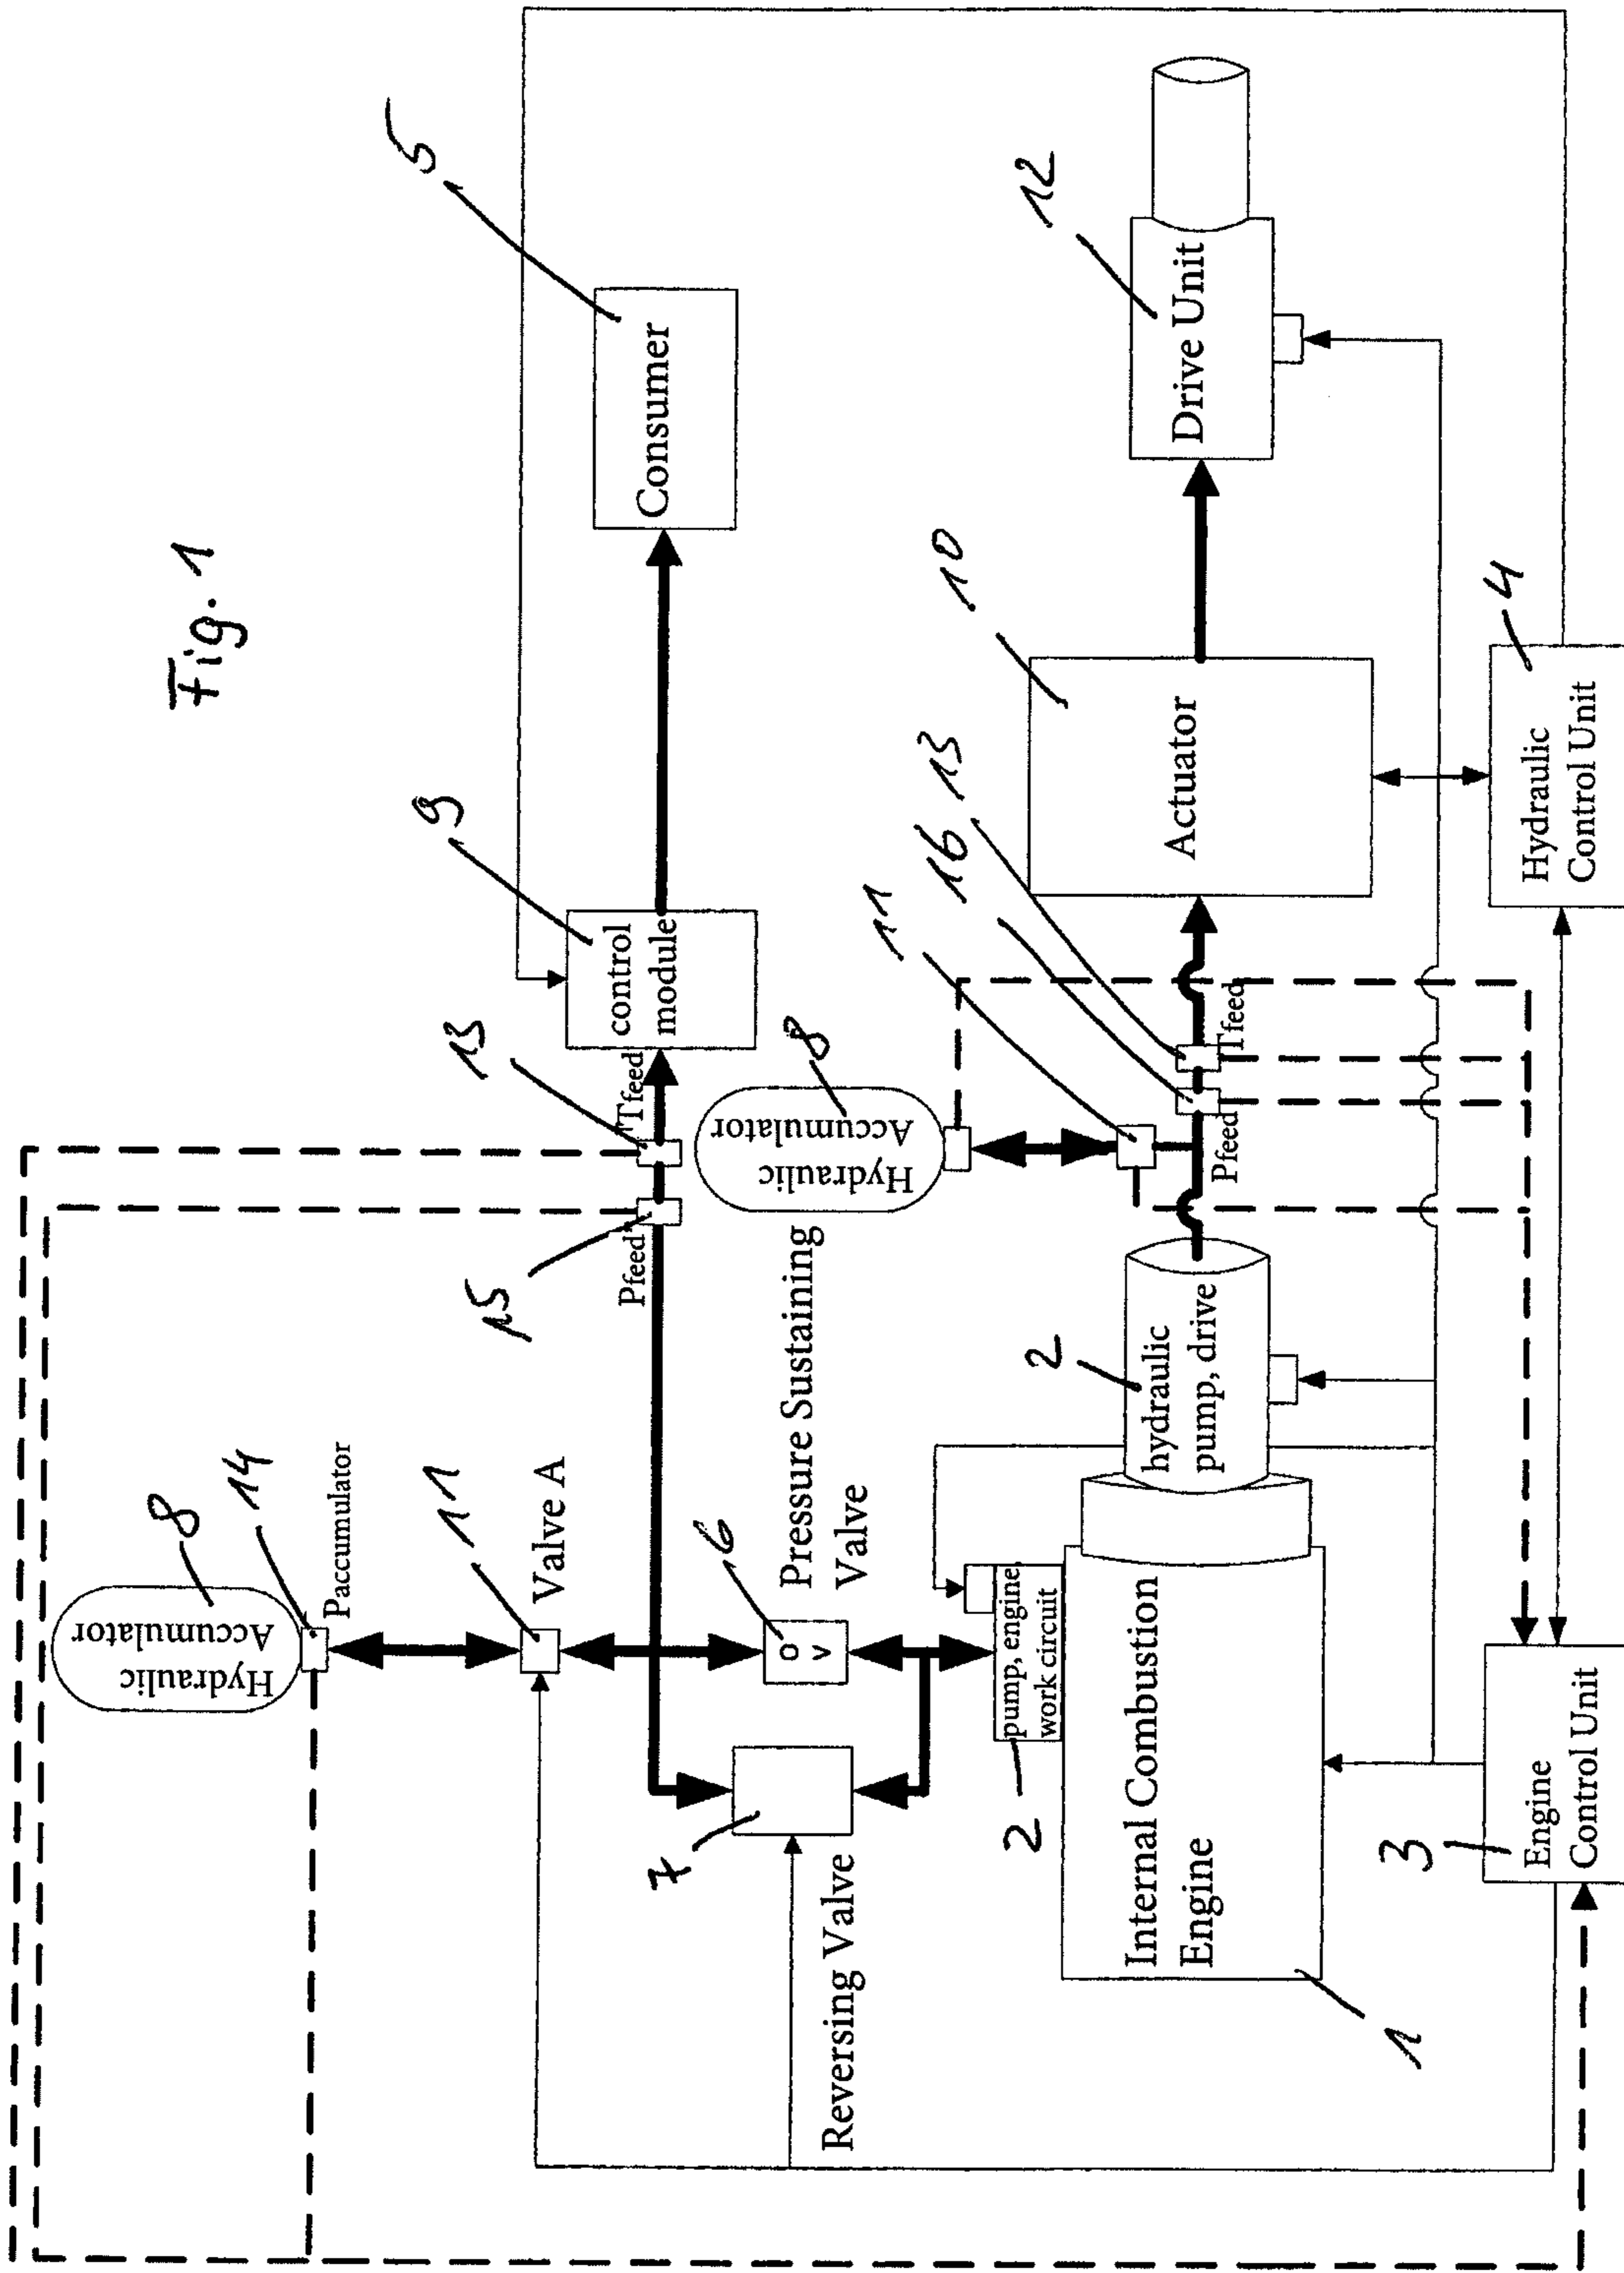 Fig. 1
8
Hydraulic
Accumulator
14
Paccumulator
11
Valve A
15
Pfeed
13
Tfeed
9
control
module
5
Consumer
7
Reversing Valve
6
O
V
Pressure Sustaining
Valve
8
Hydraulic
Accumulator
11
16
13
Pfeed
Tfeed
10
Actuator
12
Drive Unit
2
pump, engine
work circuit
2
hydraulic
pump, drive
1
Internal Combustion
Engine
3
Engine
Control Unit
4
Hydraulic
Control Unit